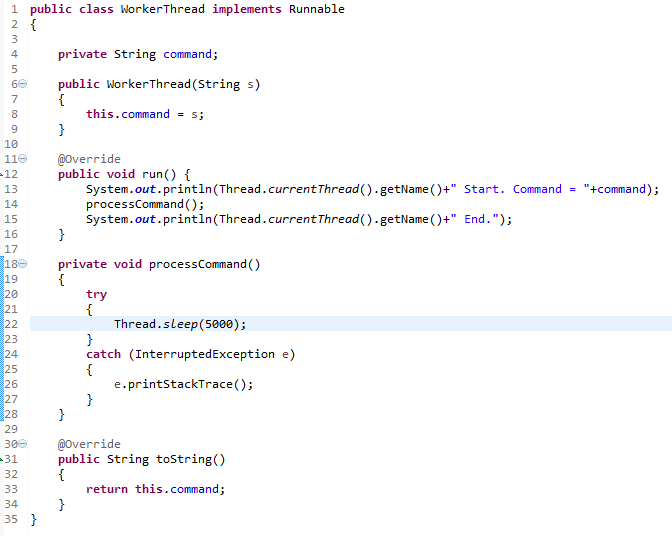 1 public class WorkerThread implements Runnable
2 {
3
4     private String command;
5
6     public WorkerThread(String s)
7     {
8         this.command = s;
9     }
10
11     @Override
12     public void run() {
13         System.out.println(Thread.currentThread().getName()+" Start. Command = "+command);
14         processCommand();
15         System.out.println(Thread.currentThread().getName()+" End.");
16     }
17
18     private void processCommand()
19     {
20         try
21         {
22             Thread.sleep(5000);
23         }
24         catch (InterruptedException e)
25         {
26             e.printStackTrace();
27         }
28     }
29
30     @Override
31     public String toString()
32     {
33         return this.command;
34     }
35 }